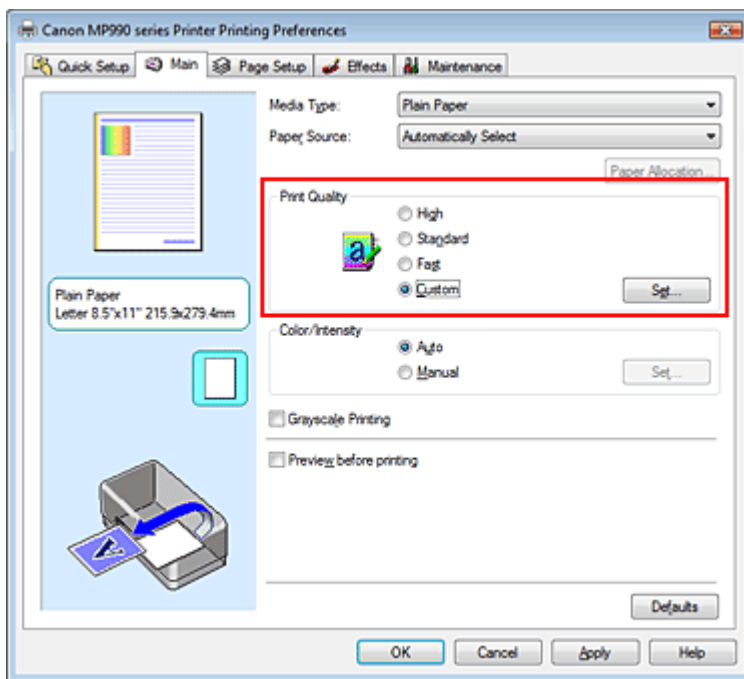 Canon MP990 series Printer Printing Preferences
Quick Setup Main Page Setup Effects Maintenance
Media Type: Plain Paper
Paper Source: Automatically Select
Paper Allocation...
Print Quality
High
Standard
Fast
Custom Set...
a
Plain Paper
Letter 8.5"x11" 215.9x279.4mm
Color/Intensity
Auto
Manual Set...
Grayscale Printing
Preview before printing
Defaults
OK Cancel Apply Help